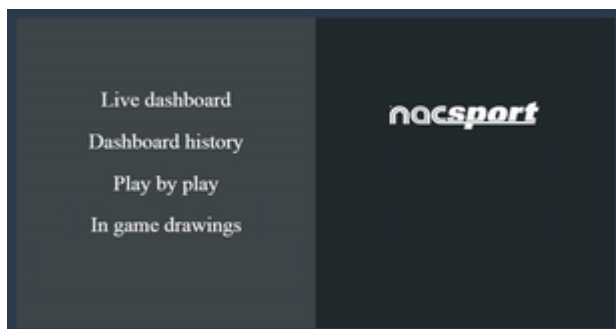 Live dashboard
Dashboard history
Play by play
In game drawings
nacsport